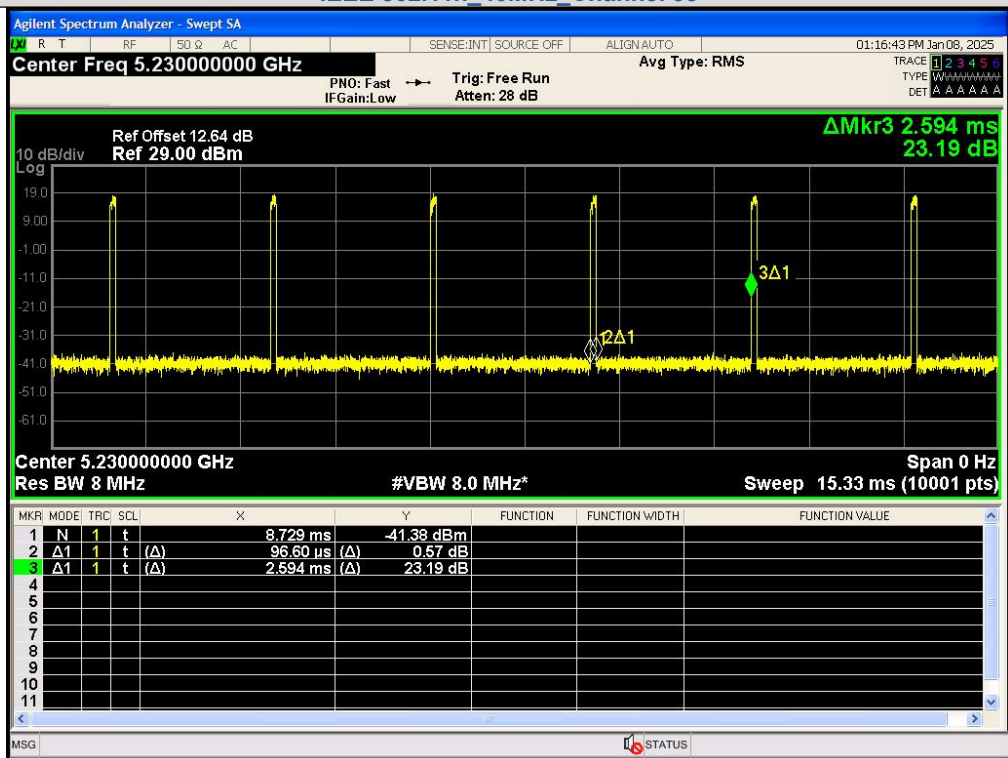 Agilent Spectrum Analyzer - Swept SA
LXI R T RF 50 Ω AC SENSE:INT SOURCE OFF ALIGN AUTO 01:16:43 PM Jan 08, 2025
Center Freq 5.230000000 GHz Avg Type: RMS TRACE 1 2 3 4 5 6
PNO: Fast Trig: Free Run TYPE W
IFGain:Low Atten: 28 dB DET A A A A A A
ΔMkr3 2.594 ms
23.19 dB
Ref Offset 12.64 dB
10 dB/div Ref 29.00 dBm
Log
19.0
9.00
-1.00
-11.0
3Δ1
-21.0
-31.0
2Δ1
-41.0
-51.0
-61.0
Center 5.230000000 GHz Span 0 Hz
Res BW 8 MHz #VBW 8.0 MHz* Sweep 15.33 ms (10001 pts)
MKR MODE TRC SCL X Y FUNCTION FUNCTION WIDTH FUNCTION VALUE
1 N 1 t 8.729 ms -41.38 dBm
2 Δ1 1 t (Δ) 96.60 µs (Δ) 0.57 dB
3 Δ1 1 t (Δ) 2.594 ms (Δ) 23.19 dB
4
5
6
7
8
9
10
11
MSG STATUS